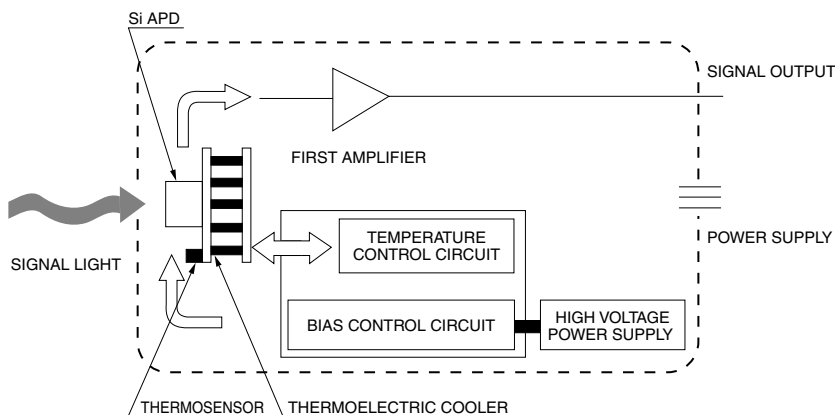 Si APD
SIGNAL OUTPUT
FIRST AMPLIFIER
TEMPERATURE
CONTROL CIRCUIT
POWER SUPPLY
SIGNAL LIGHT
BIAS CONTROL CIRCUIT
HIGH VOLTAGE
POWER SUPPLY
THERMOSENSOR
THERMOELECTRIC COOLER